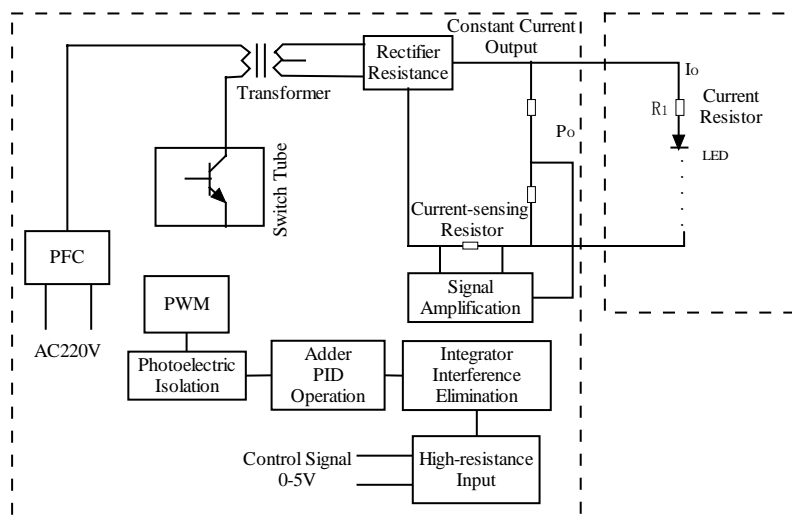 Constant Current
Output
Rectifier
Resistance
Transformer
Io
R1
Current
Resistor
Po
LED
Switch Tube
Current-sensing
Resistor
PFC
Signal
Amplification
PWM
AC220V
Photoelectric
Isolation
Adder
PID
Operation
Integrator
Interference
Elimination
Control Signal
0-5V
High-resistance
Input